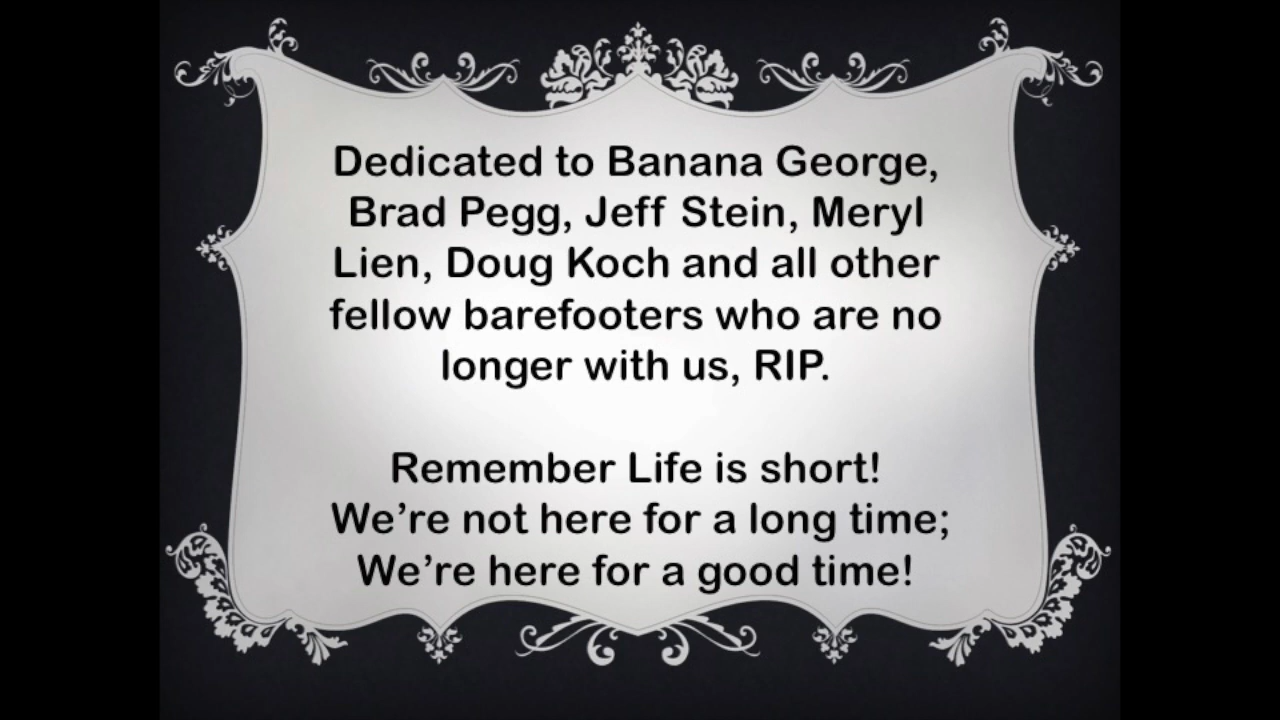 Dedicated to Banana George,
Brad Pegg, Jeff Stein, Meryl
Lien, Doug Koch and all other
fellow barefooters who are no
longer with us, RIP.
Remember Life is short!
We’re not here for a long time;
We’re here for a good time!